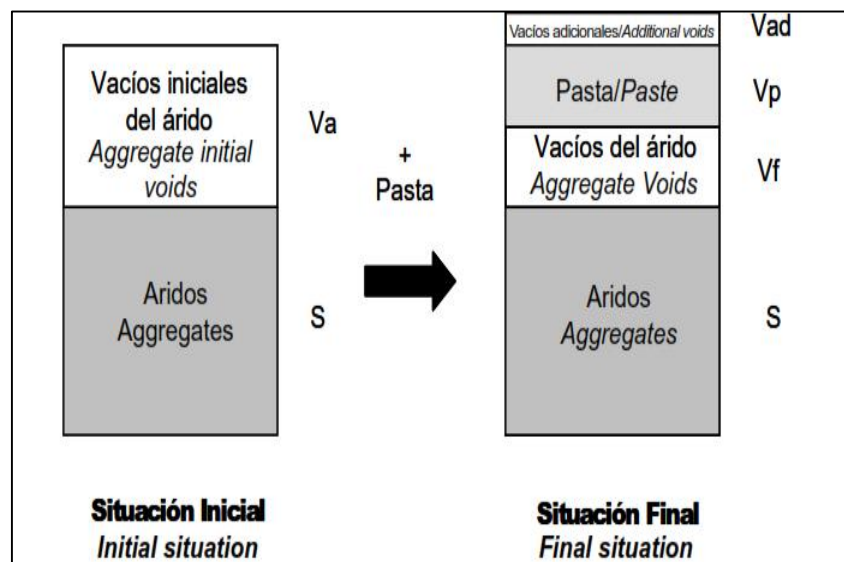 Vacíos iniciales
del árido
Aggregate initial
voids
Va
Aridos
Aggregates
S
+
Pasta
Vacíos adicionales/Additional voids
Vad
Pasta/Paste
Vp
Vacíos del árido
Aggregate Voids
Vf
Aridos
Aggregates
S
Situación Inicial
Initial situation
Situación Final
Final situation